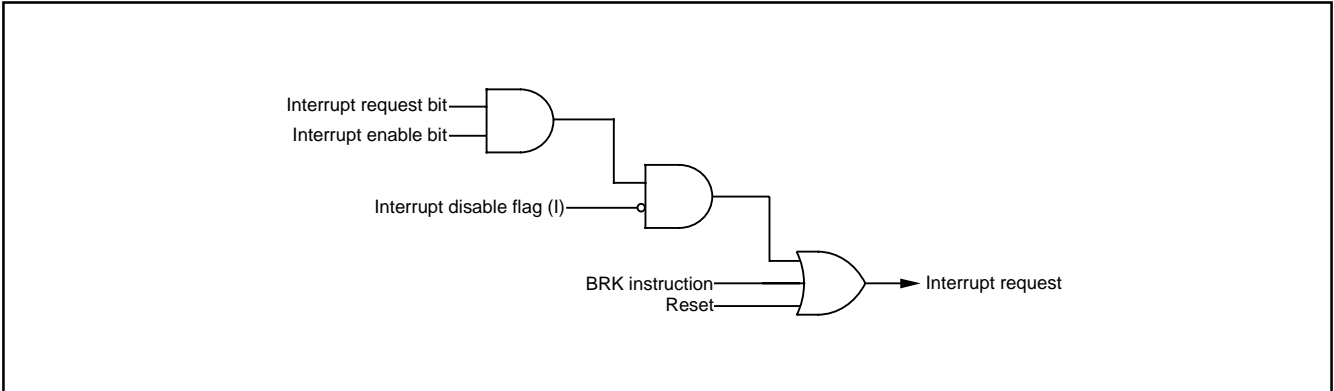 Interrupt request bit
Interrupt enable bit
Interrupt disable flag (I)
BRK instruction
Reset
Interrupt request